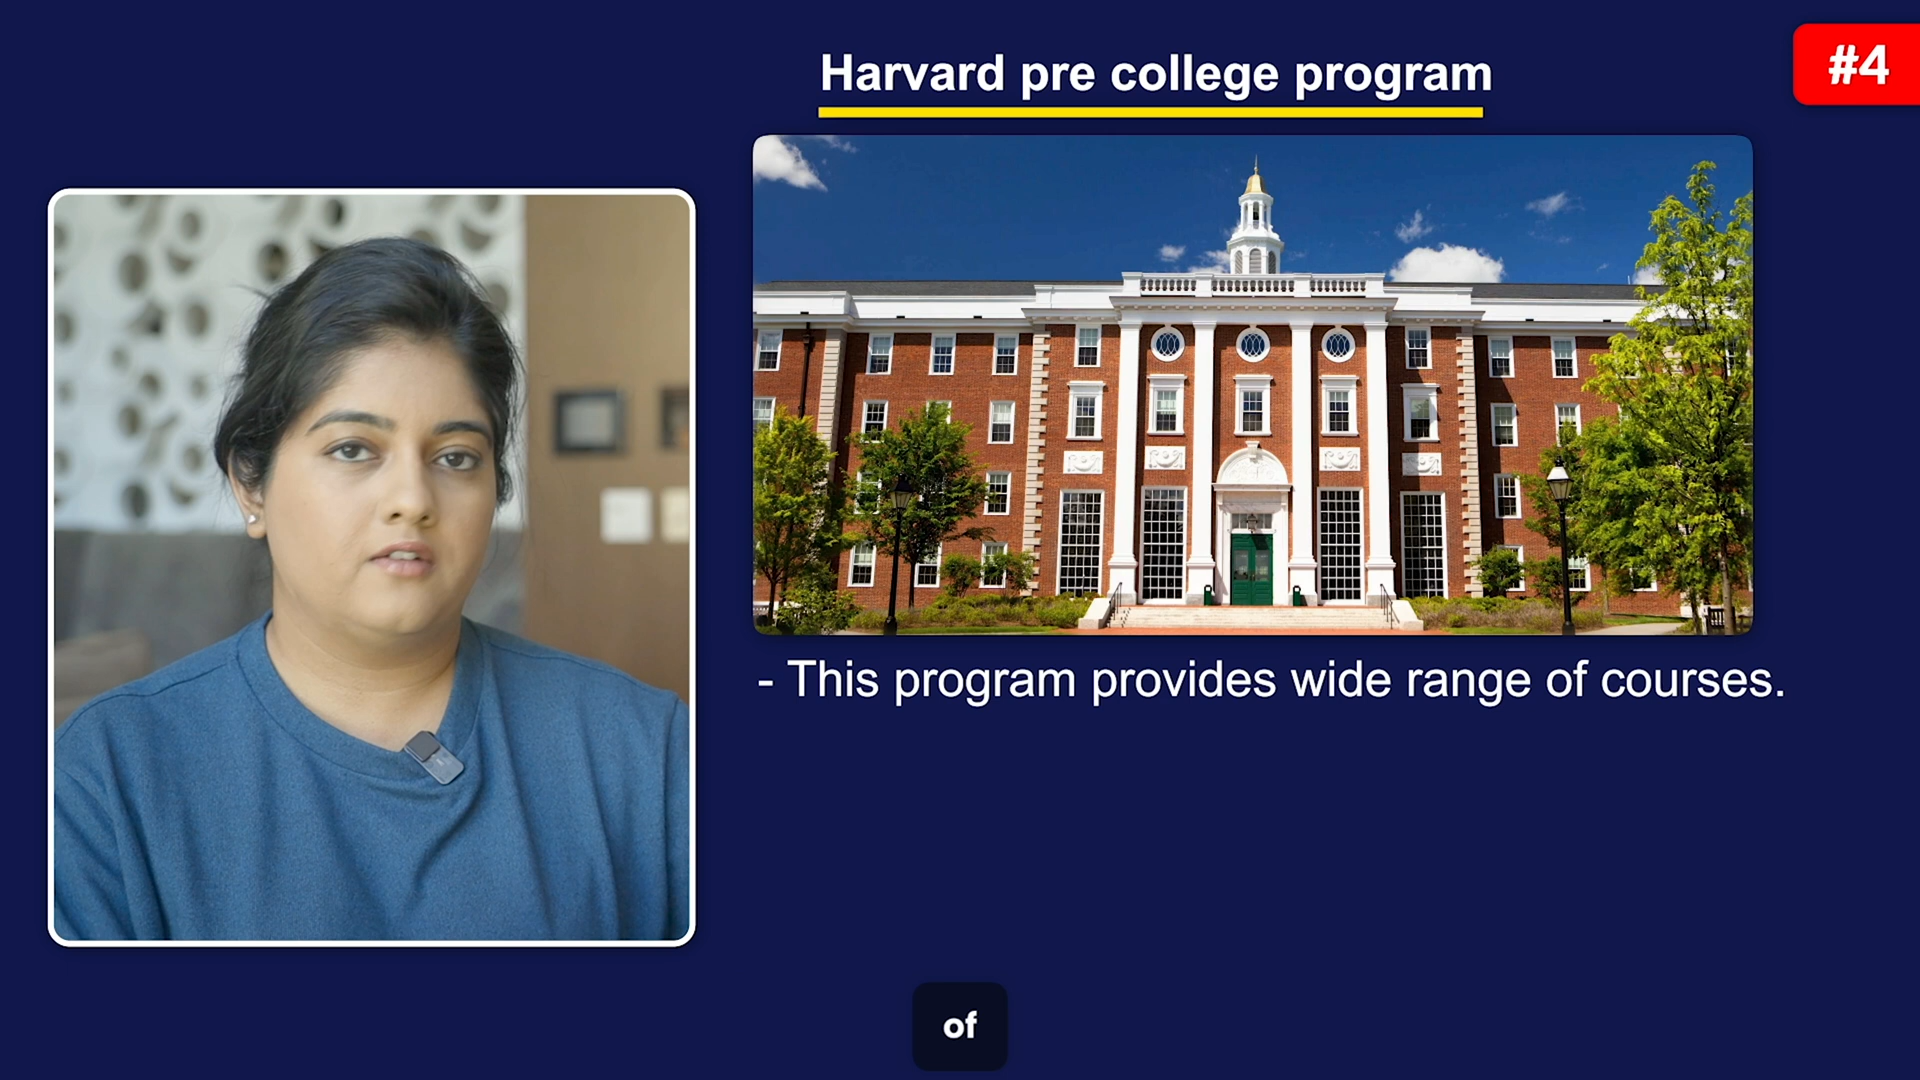 Harvard pre college program
#4
- This program provides wide range of courses.
of